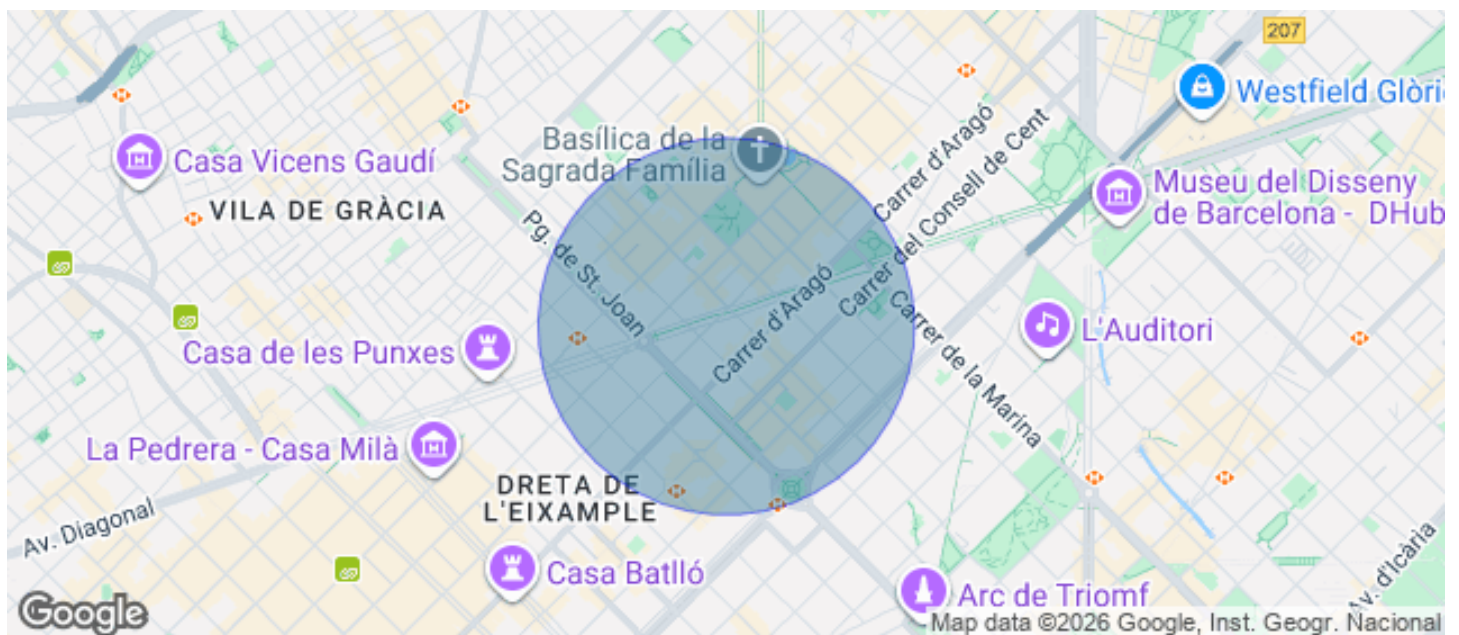 207
Westfield Glòri
Basílica de la
Sagrada Família
Casa Vicens Gaudí
VILA DE GRÀCIA
Carrer d'Aragó
Carrer del Consell de Cent
Museu del Disseny
de Barcelona - DHub
Pg. de St. Joan
Carrer d'Aragó
Carrer de la Marina
L'Auditori
Casa de les Punxes
La Pedrera - Casa Milà
DRETA DE
L'EIXAMPLE
Av. Diagonal
Casa Batlló
Arc de Triomf
Av. d'Icària
Google
Map data ©2026 Google, Inst. Geogr. Nacional